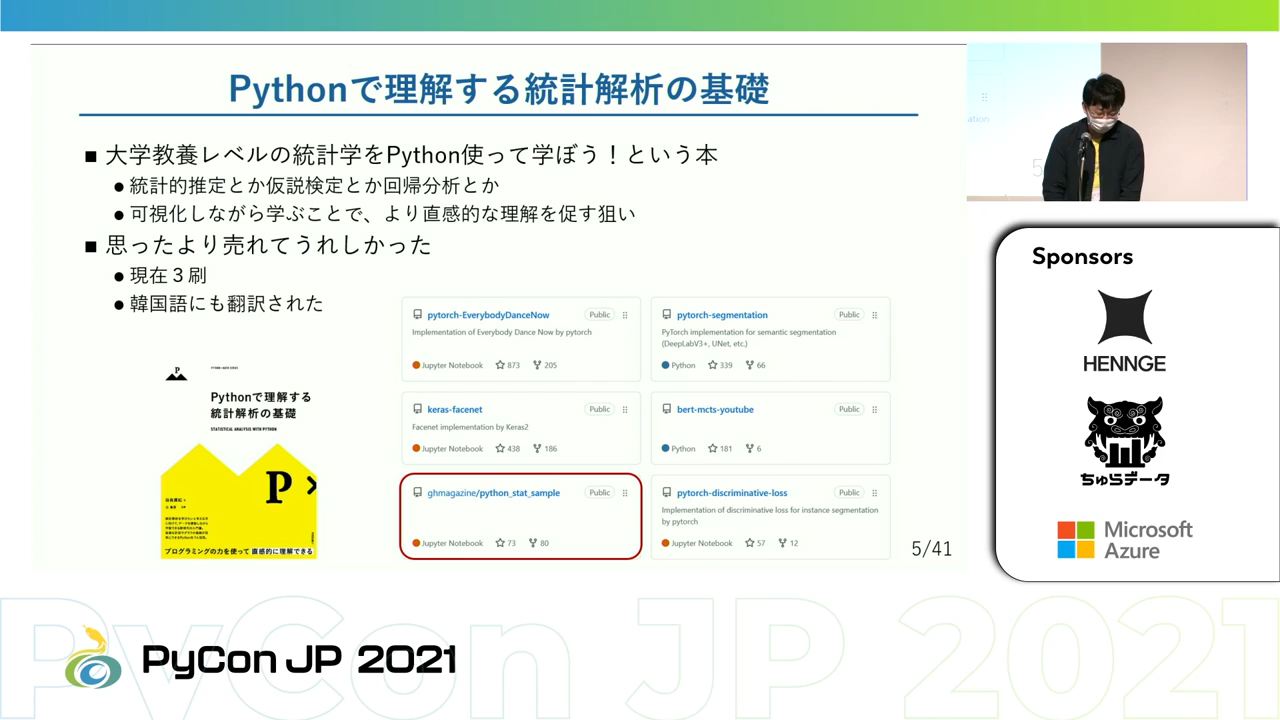 Pythonで理解する統計解析の基礎
■ 大学教養レベルの統計学をPython使って学ぼう！という本
● 統計的推定とか仮説検定とか回帰分析とか
● 可視化しながら学ぶことで、より直感的な理解を促す狙い
■ 思ったより売れてうれしかった
● 現在３刷
● 韓国語にも翻訳された
P
Pythonで理解する
統計解析の基礎
STATISTICAL ANALYSIS WITH PYTHON
P
プログラミングの力を使って 直感的に理解できる
pytorch-EverybodyDanceNow Public
Implementation of Everybody Dance Now by pytorch
Jupyter Notebook 873 205
pytorch-segmentation Public
PyTorch implementation for semantic segmentation
(DeepLabV3+, UNet, etc.)
Python 339 66
keras-facenet Public
Facenet implementation by Keras2
Jupyter Notebook 438 186
bert-mcts-youtube Public
Python 181 6
ghmagazine/python_stat_sample Public
Jupyter Notebook 73 80
pytorch-discriminative-loss Public
Implementation of discriminative loss for instance segmentation
by pytorch
Jupyter Notebook 57 12
5/41
ation
5
Sponsors
HENNGE
ちゅらデータ
Microsoft
Azure
PyCon JP 2021
PyCon JP 2021 2021